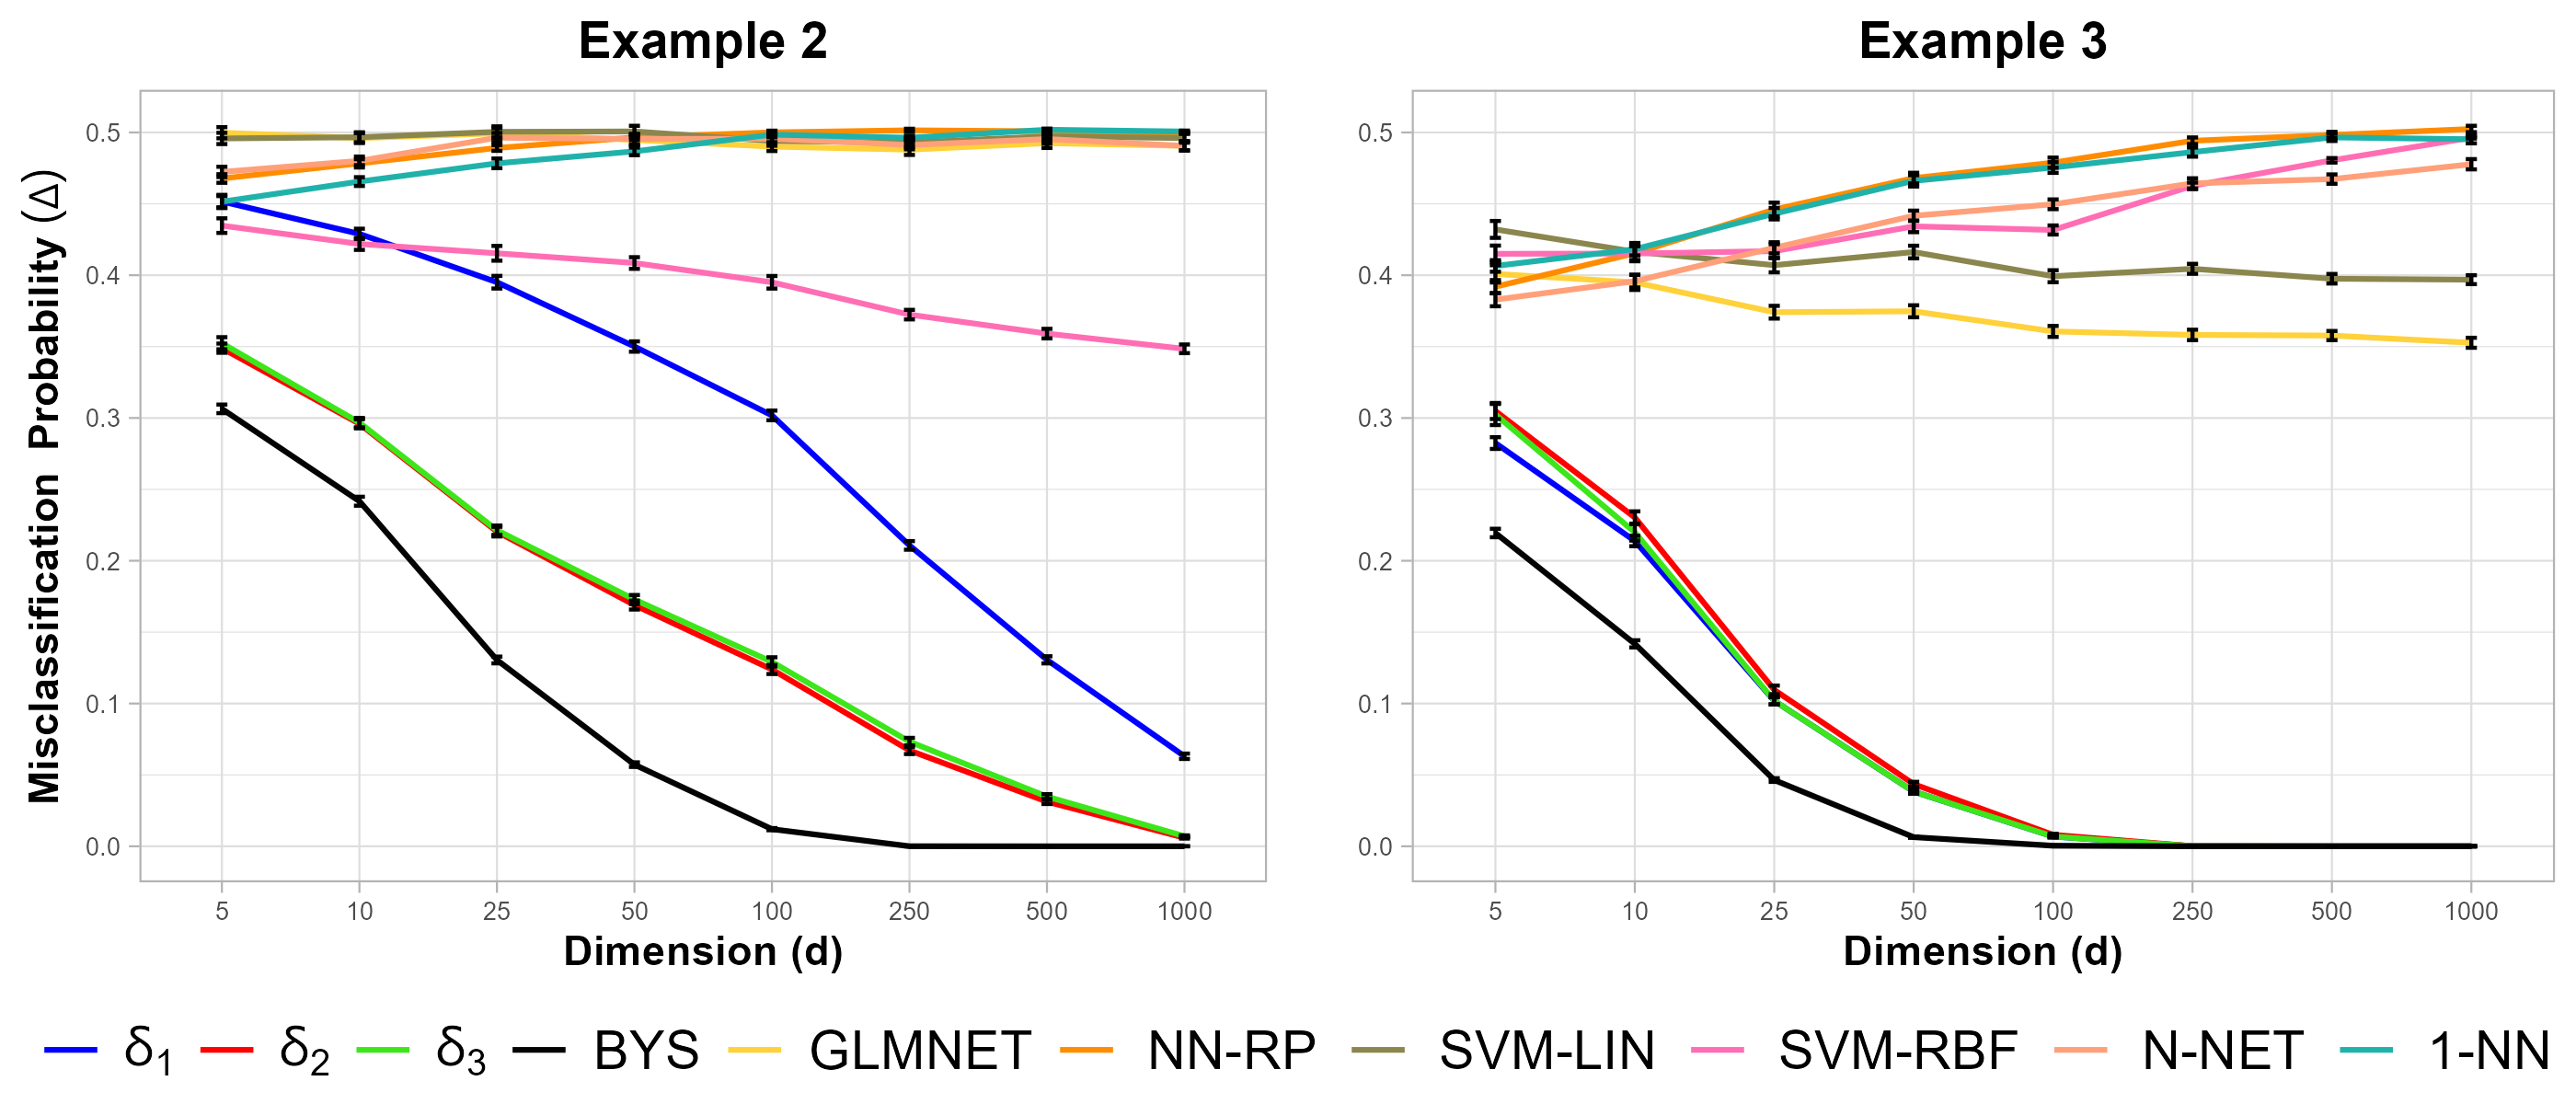 Example 2
Example 3
Misclassification Probability (Δ)
0.5
0.4
0.3
0.2
0.1
0.0
5 10 25 50 100 250 500 1000
Dimension (d)
0.5
0.4
0.3
0.2
0.1
0.0
5 10 25 50 100 250 500 1000
Dimension (d)
δ1 δ2 δ3 BYS GLMNET NN-RP SVM-LIN SVM-RBF N-NET 1-NN